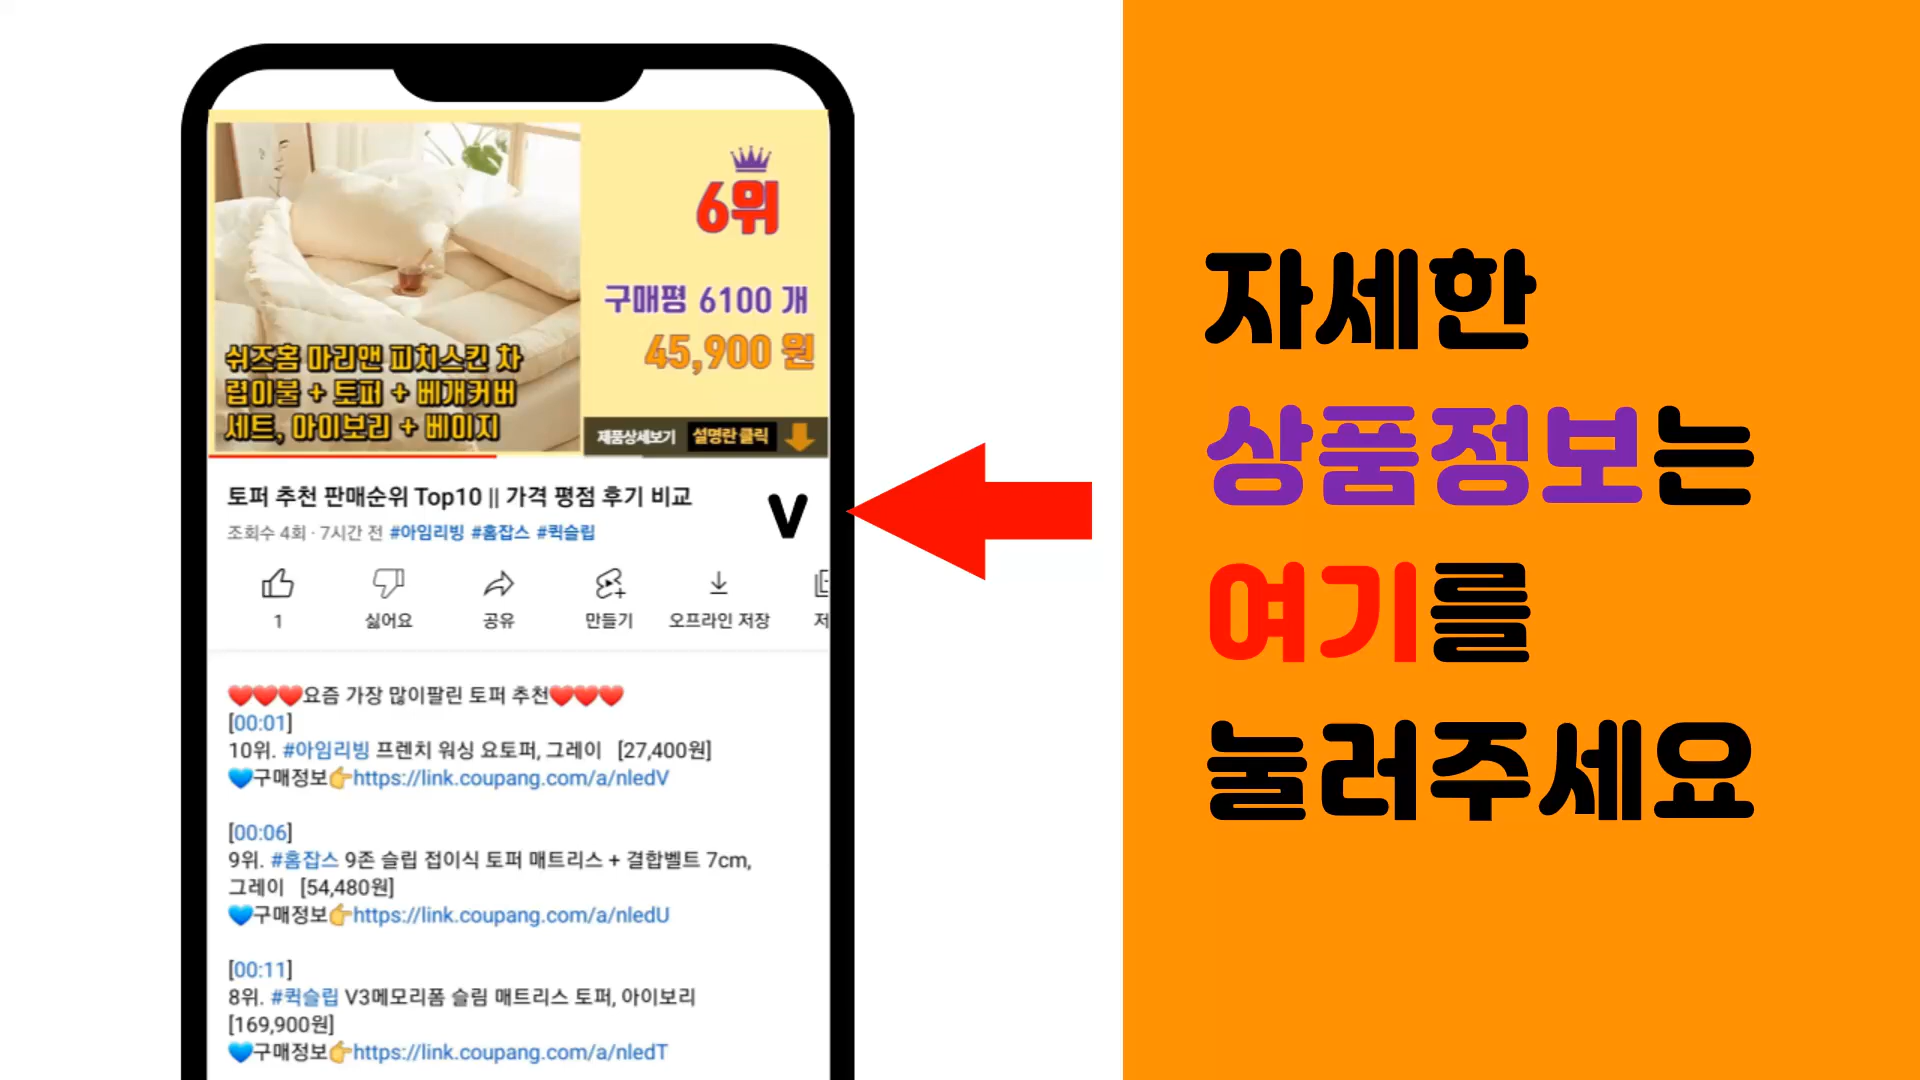 6위
구매평 6100 개
45,900 원
쉬즈홈 마리앤 피치스킨 차
렵이불 + 토퍼 + 베개커버
세트, 아이보리 + 베이지
제품상세보기 설명란 클릭
토퍼 추천 판매순위 Top10 || 가격 평점 후기 비교
V
조회수 4회 · 7시간 전 #아임리빙 #홈잡스 #퀵슬립
1 싫어요 공유 만들기 오프라인 저장 저
❤️❤️❤️요즘 가장 많이팔린 토퍼 추천❤️❤️❤️
[00:01]
10위. #아임리빙 프렌치 워싱 요토퍼, 그레이 [27,400원]
💙구매정보👉https://link.coupang.com/a/nledV
[00:06]
9위. #홈잡스 9존 슬립 접이식 토퍼 매트리스 + 결합벨트 7cm,
그레이 [54,480원]
💙구매정보👉https://link.coupang.com/a/nledU
[00:11]
8위. #퀵슬립 V3메모리폼 슬림 매트리스 토퍼, 아이보리
[169,900원]
💙구매정보👉https://link.coupang.com/a/nledT
자세한
상품정보는
여기를
눌러주세요